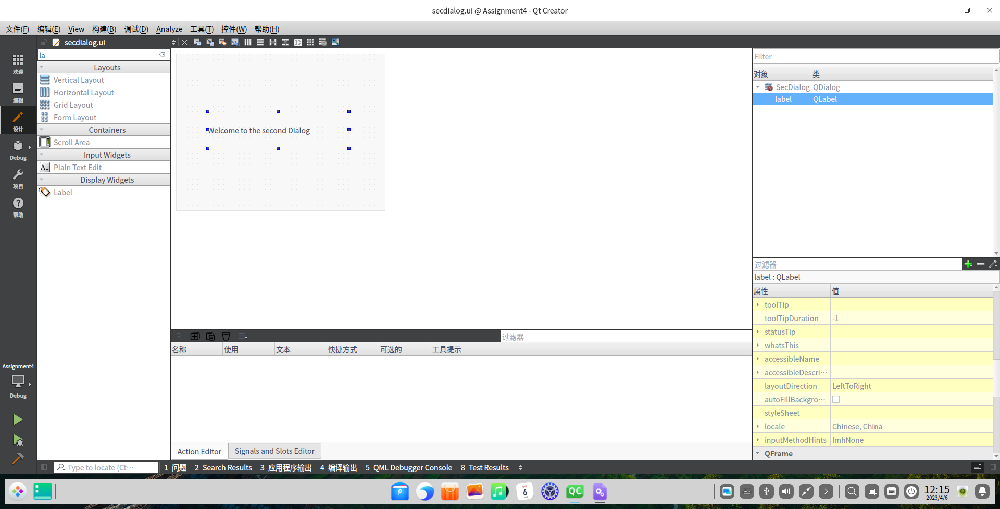 secdialog.ui @ Assignment4 - Qt Creator
文件(F) 编辑(E) View 构建(B) 调试(D) Analyze 工具(T) 控件(W) 帮助(H)
secdialog.ui
la
Layouts
Vertical Layout
Horizontal Layout
Grid Layout
Form Layout
Containers
Scroll Area
Input Widgets
AI Plain Text Edit
Display Widgets
Label
欢迎
编辑
设计
Debug
项目
帮助
Assignment4
Debug
Welcome to the second Dialog
过滤器
名称 使用 文本 快捷方式 可选的 工具提示
Action Editor Signals and Slots Editor
Filter
对象 类
SecDialog QDialog
label QLabel
过滤器
label : QLabel
属性 值
toolTip
toolTipDuration -1
statusTip
whatsThis
accessibleName
accessibleDescri···
layoutDirection LeftToRight
autoFillBackgro···
styleSheet
locale Chinese, China
inputMethodHints ImhNone
QFrame
Type to locate (Ct··· 1 问题 2 Search Results 3 应用程序输出 4 编译输出 5 QML Debugger Console 8 Test Results
APR
6
QC
12:15
2023/4/6